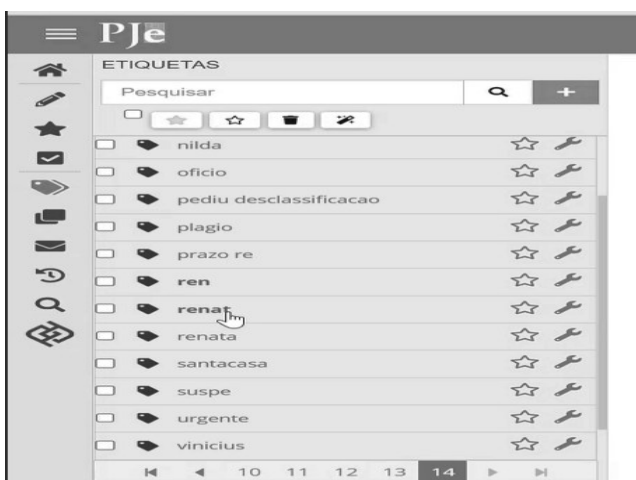 PJe
ETIQUETAS
Pesquisar
nilda
oficio
pediu desclassificacao
plagio
prazo re
ren
renat
renata
santacasa
suspe
urgente
vinicius
10 11 12 13 14